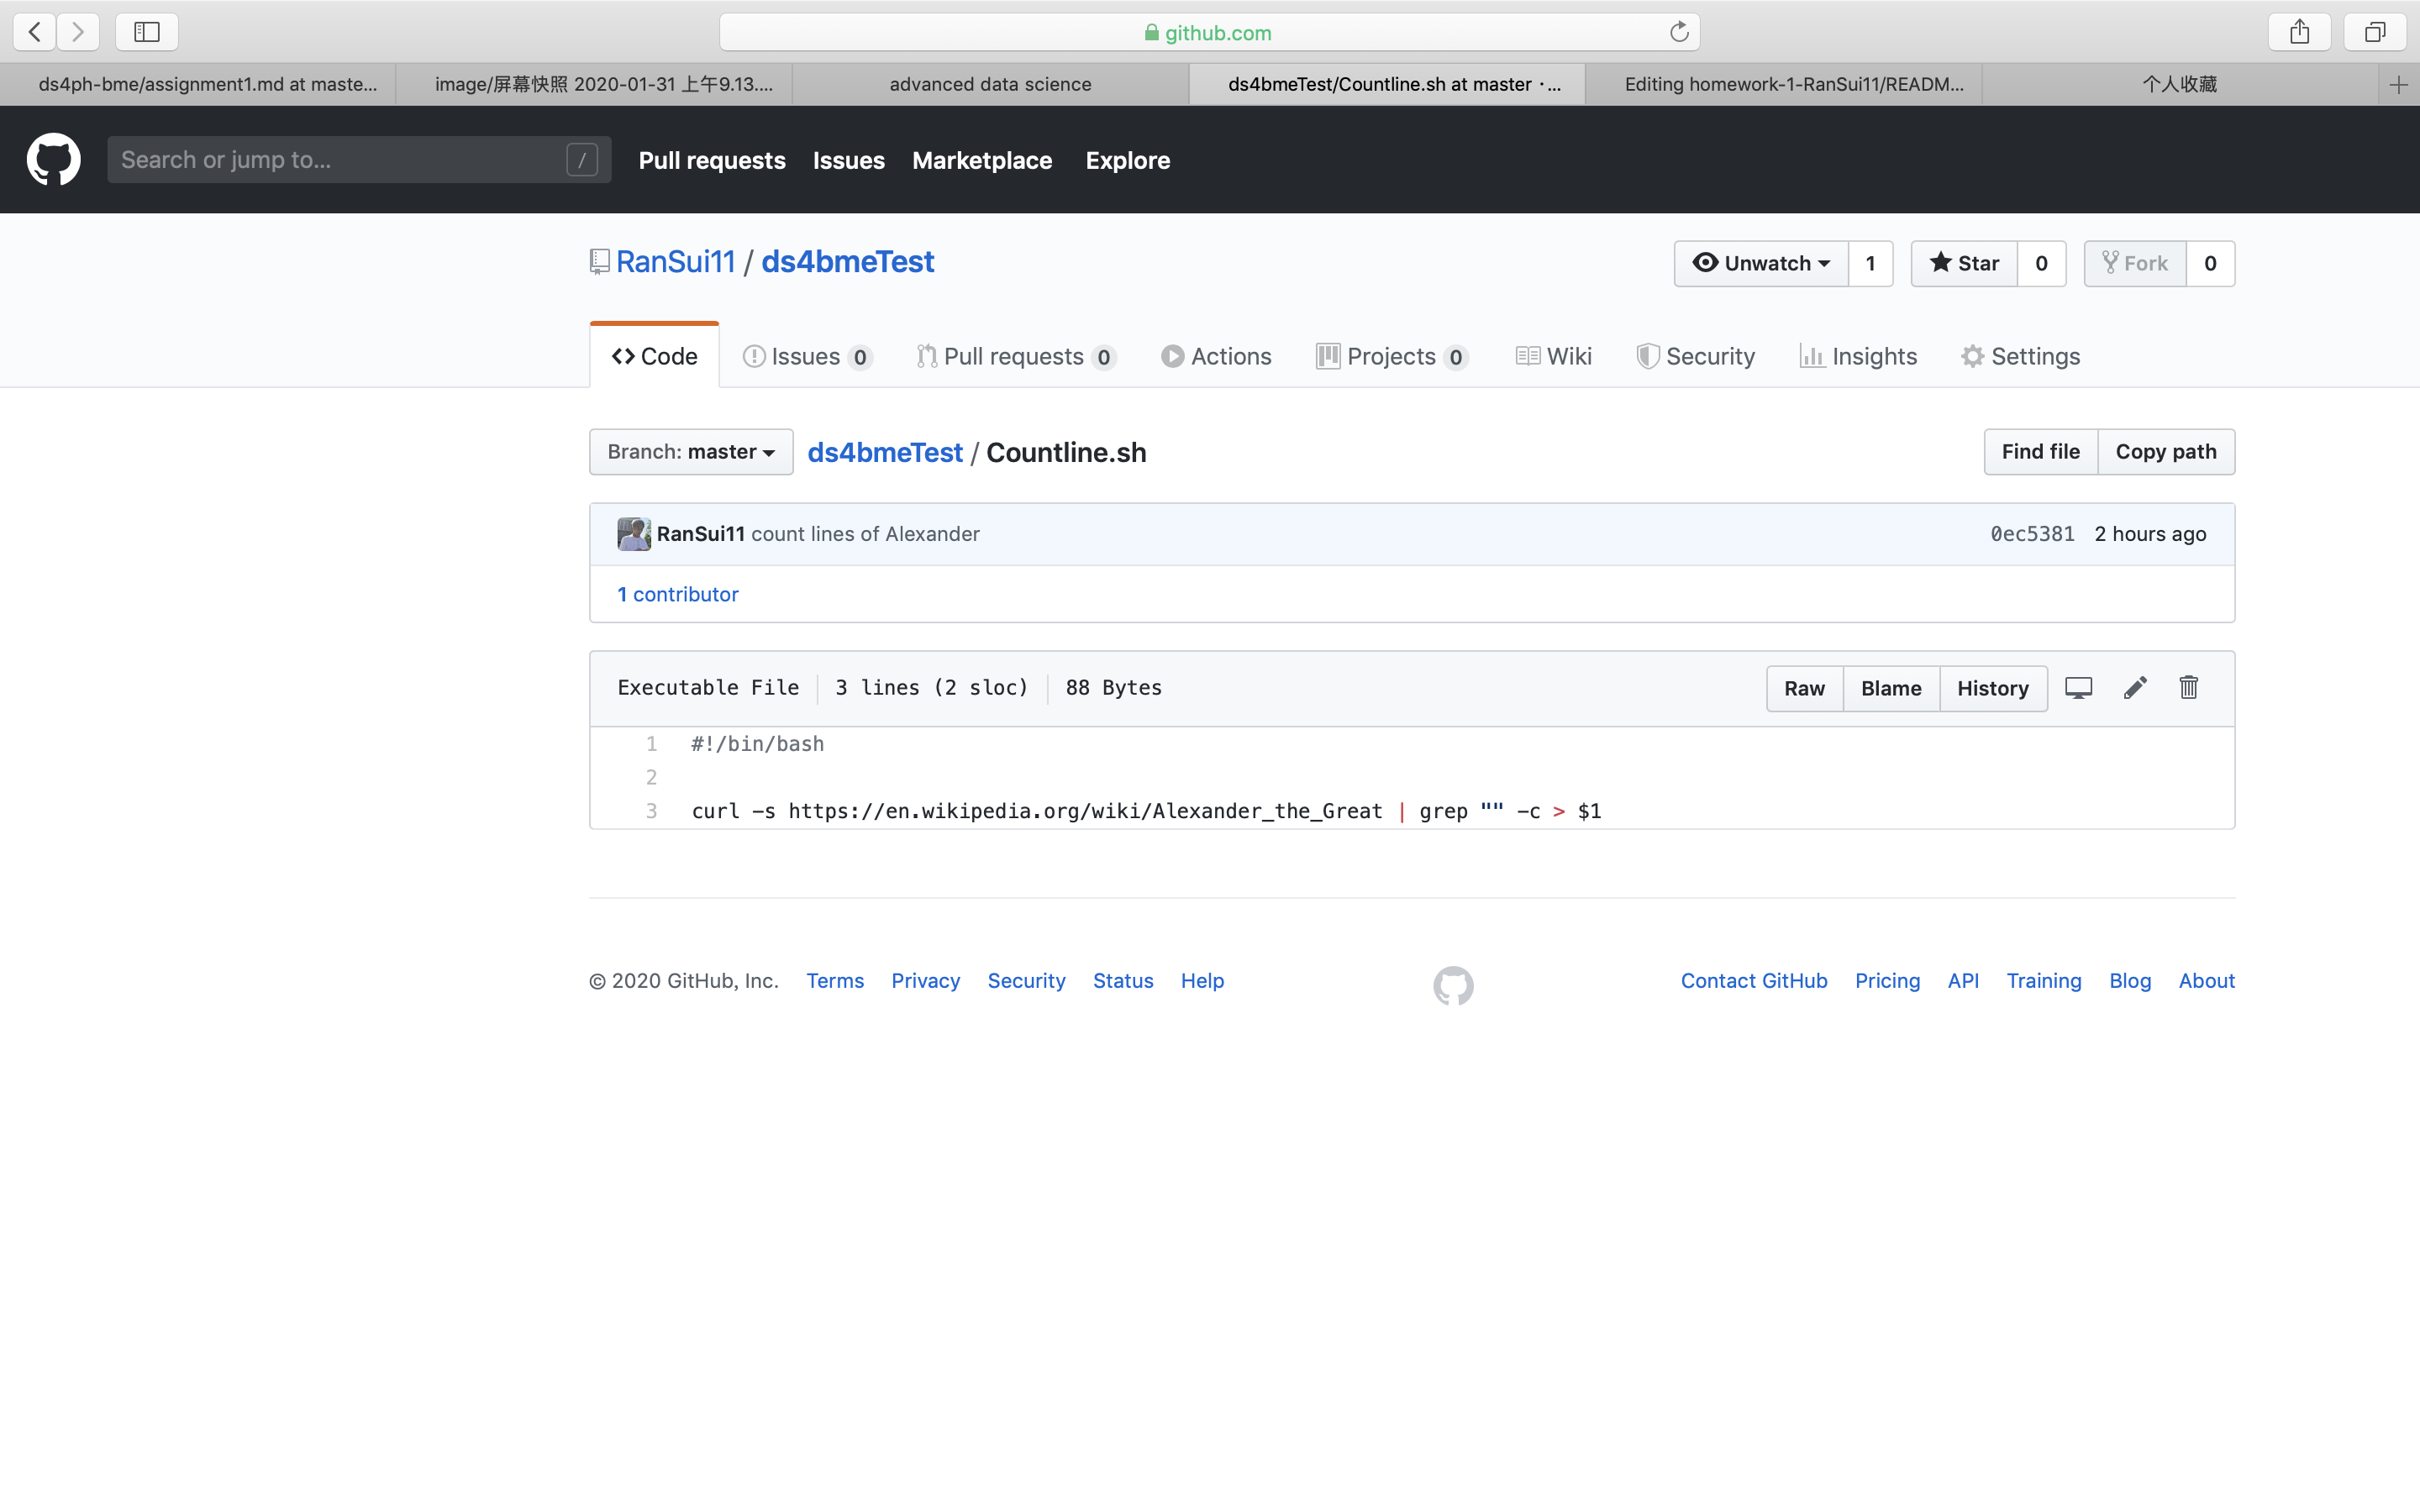 github.com
ds4ph-bme/assignment1.md at maste...
image/屏幕快照 2020-01-31 上午9.13....
advanced data science
ds4bmeTest/Countline.sh at master · ...
Editing homework-1-RanSui11/READM...
个人收藏
Search or jump to... /
Pull requests Issues Marketplace Explore
RanSui11 / ds4bmeTest
Unwatch 1 Star 0 Fork 0
Code Issues 0 Pull requests 0 Actions Projects 0 Wiki Security Insights Settings
Branch: master ds4bmeTest / Countline.sh Find file Copy path
RanSui11 count lines of Alexander 0ec5381 2 hours ago
1 contributor
Executable File 3 lines (2 sloc) 88 Bytes Raw Blame History
1 #!/bin/bash
2
3 curl -s https://en.wikipedia.org/wiki/Alexander_the_Great | grep "" -c > $1
© 2020 GitHub, Inc. Terms Privacy Security Status Help Contact GitHub Pricing API Training Blog About